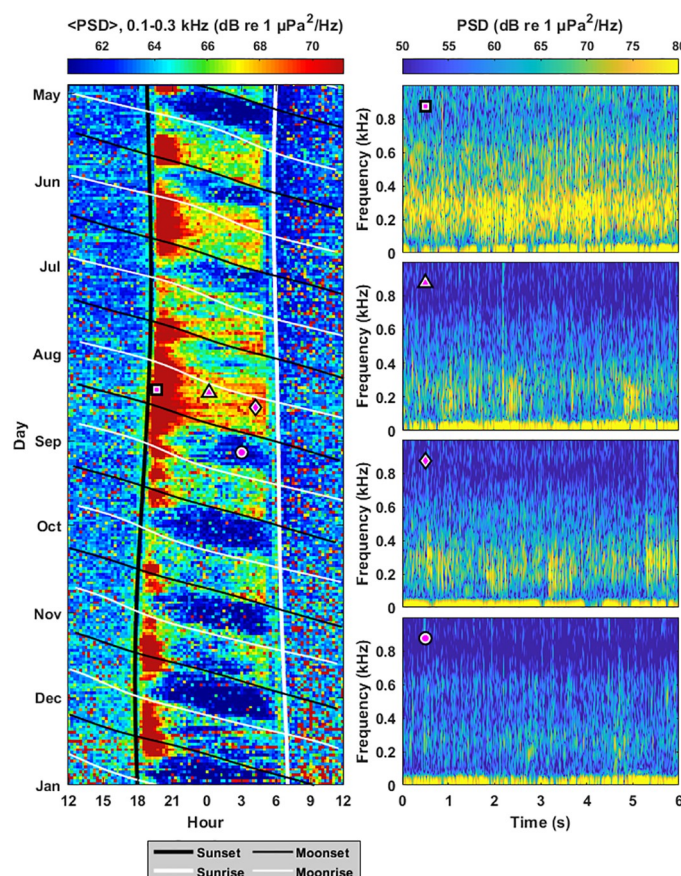 <PSD>, 0.1-0.3 kHz (dB re 1 µPa²/Hz)
62 64 66 68 70
PSD (dB re 1 µPa²/Hz)
50 55 60 65 70 75 80
Day
May
Jun
Jul
Aug
Sep
Oct
Nov
Dec
Jan
12 15 18 21 0 3 6 9 12
Hour
Frequency (kHz)
0.8
0.6
0.4
0.2
0
Frequency (kHz)
0.8
0.6
0.4
0.2
0
Frequency (kHz)
0.8
0.6
0.4
0.2
0
Frequency (kHz)
0.8
0.6
0.4
0.2
0
0 1 2 3 4 5 6
Time (s)
Sunset Moonset
Sunrise Moonrise